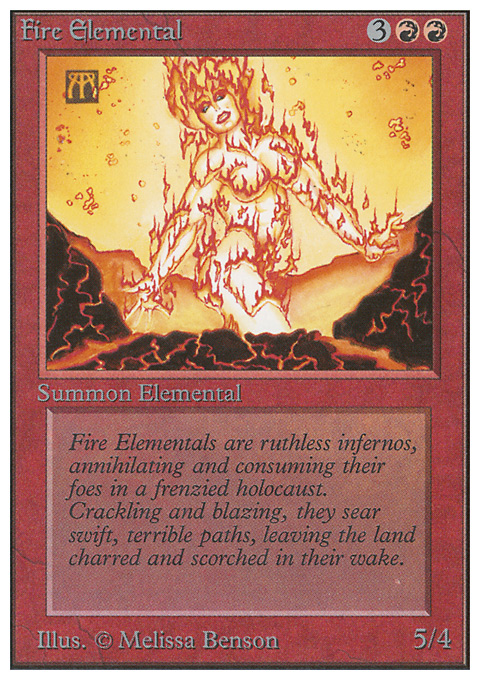 Fire Elemental 3
Summon Elemental
Fire Elementals are ruthless infernos,
annihilating and consuming their
foes in a frenzied holocaust.
Crackling and blazing, they sear
swift, terrible paths, leaving the land
charred and scorched in their wake.
Illus. © Melissa Benson 5/4